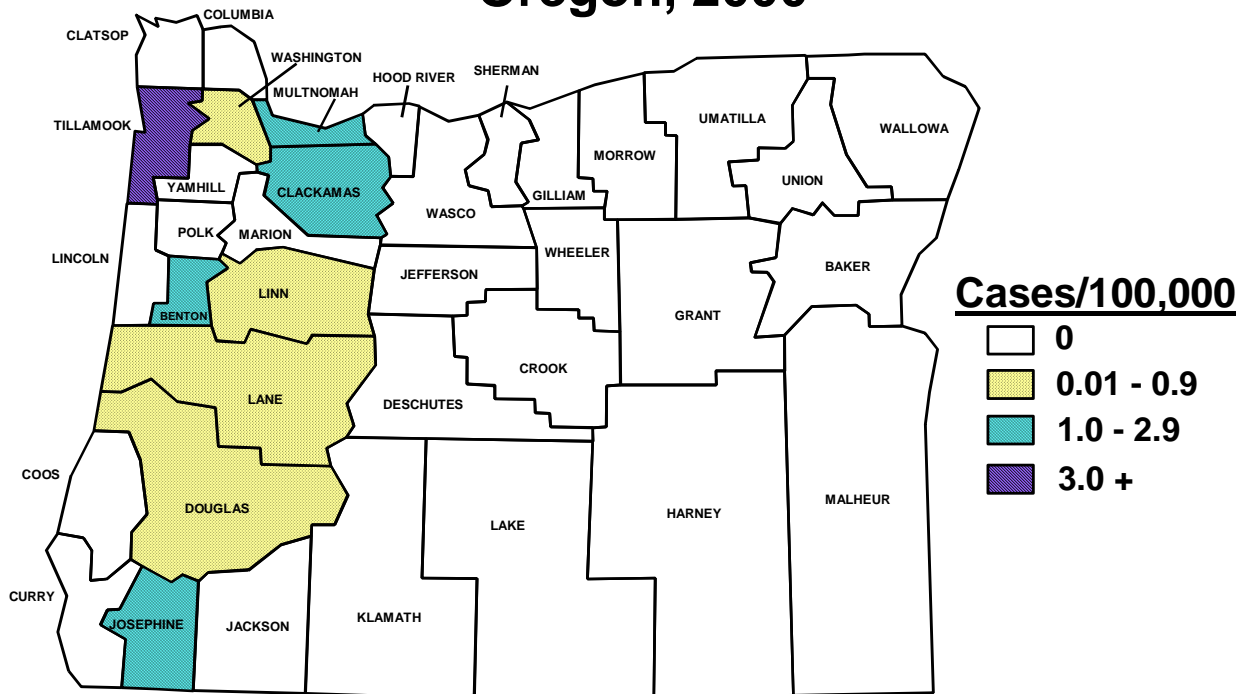 Oregon, 2000
COLUMBIA
CLATSOP
WASHINGTON
HOOD RIVER
SHERMAN
MULTNOMAH
TILLAMOOK
UMATILLA
WALLOWA
MORROW
YAMHILL
CLACKAMAS
UNION
GILLIAM
WASCO
POLK
MARION
LINCOLN
WHEELER
JEFFERSON
BAKER
LINN
BENTON
GRANT
CROOK
LANE
DESCHUTES
COOS
DOUGLAS
LAKE
HARNEY
MALHEUR
CURRY
JOSEPHINE
JACKSON
KLAMATH
Cases/100,000
0
0.01 - 0.9
1.0 - 2.9
3.0 +